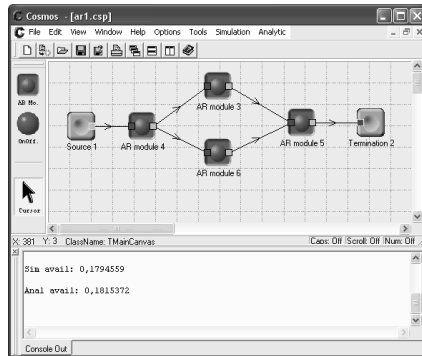 Cosmos - [ar1.csp]
File Edit View Window Help Options Tools Simulation Analytic
AR Mo.
OnOff.
Cursor
AR module 3
Source 1
AR module 4
AR module 5
Termination 2
AR module 6
X: 381 Y: 3 ClassName: TMainCanvas Caps: Off Scroll: Off Num: Off
Sim avail: 0,1794559
Anal avail: 0,1815372
Console Out